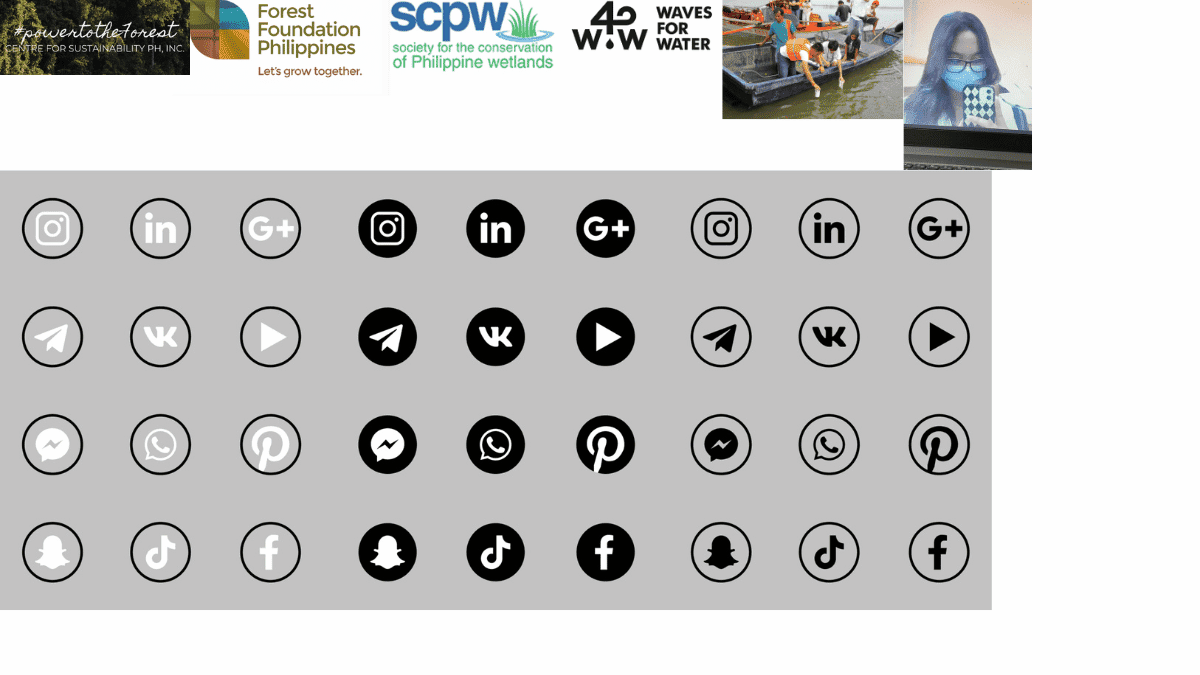 #powertotheForest
CENTRE FOR SUSTAINABILITY PH, INC.
Forest
Foundation
Philippines
Let's grow together.
scpw
society for the conservation
of Philippine wetlands
W4W
WAVES
FOR
WATER
in
G+
in
G+
in
G+